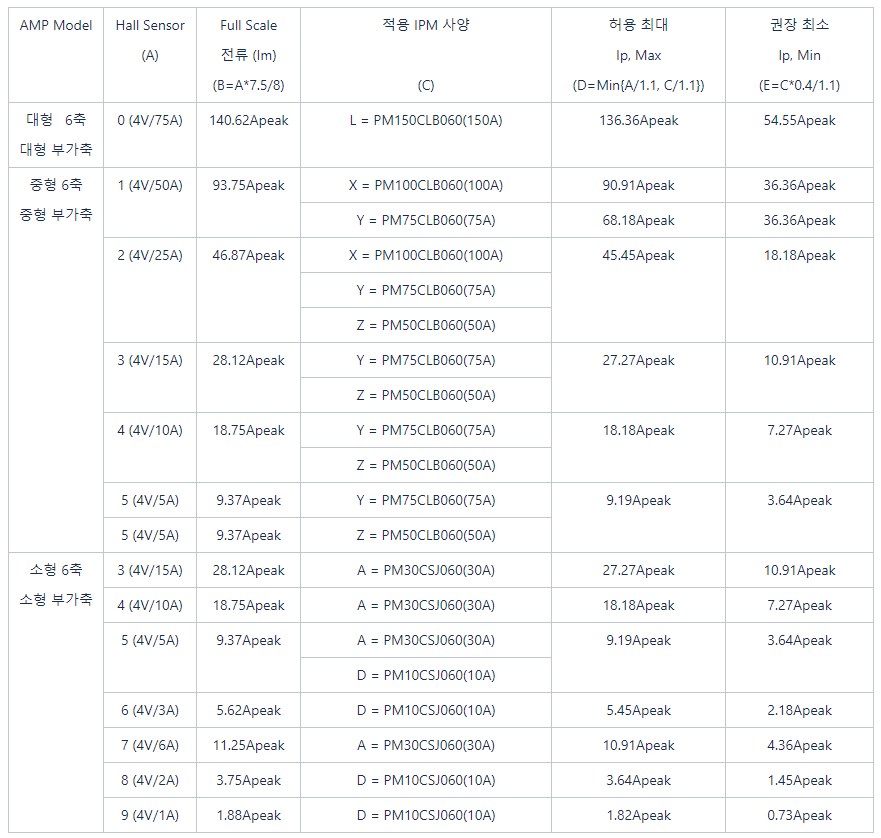 AMP Model Hall Sensor Full Scale 적용 IPM 사양 허용 최대 권장 최소
(A) 전류 (Im) Ip, Max Ip, Min
(B=A*7.5/8) (C) (D=Min{A/1.1, C/1.1}) (E=C*0.4/1.1)
대형 6축 0 (4V/75A) 140.62Apeak L = PM150CLB060(150A) 136.36Apeak 54.55Apeak
대형 부가축
중형 6축 1 (4V/50A) 93.75Apeak X = PM100CLB060(100A) 90.91Apeak 36.36Apeak
중형 부가축 Y = PM75CLB060(75A) 68.18Apeak 36.36Apeak
2 (4V/25A) 46.87Apeak X = PM100CLB060(100A) 45.45Apeak 18.18Apeak
Y = PM75CLB060(75A)
Z = PM50CLB060(50A)
3 (4V/15A) 28.12Apeak Y = PM75CLB060(75A) 27.27Apeak 10.91Apeak
Z = PM50CLB060(50A)
4 (4V/10A) 18.75Apeak Y = PM75CLB060(75A) 18.18Apeak 7.27Apeak
Z = PM50CLB060(50A)
5 (4V/5A) 9.37Apeak Y = PM75CLB060(75A) 9.19Apeak 3.64Apeak
5 (4V/5A) 9.37Apeak Z = PM50CLB060(50A)
소형 6축 3 (4V/15A) 28.12Apeak A = PM30CSJ060(30A) 27.27Apeak 10.91Apeak
소형 부가축 4 (4V/10A) 18.75Apeak A = PM30CSJ060(30A) 18.18Apeak 7.27Apeak
5 (4V/5A) 9.37Apeak A = PM30CSJ060(30A) 9.19Apeak 3.64Apeak
D = PM10CSJ060(10A)
6 (4V/3A) 5.62Apeak D = PM10CSJ060(10A) 5.45Apeak 2.18Apeak
7 (4V/6A) 11.25Apeak A = PM30CSJ060(30A) 10.91Apeak 4.36Apeak
8 (4V/2A) 3.75Apeak D = PM10CSJ060(10A) 3.64Apeak 1.45Apeak
9 (4V/1A) 1.88Apeak D = PM10CSJ060(10A) 1.82Apeak 0.73Apeak